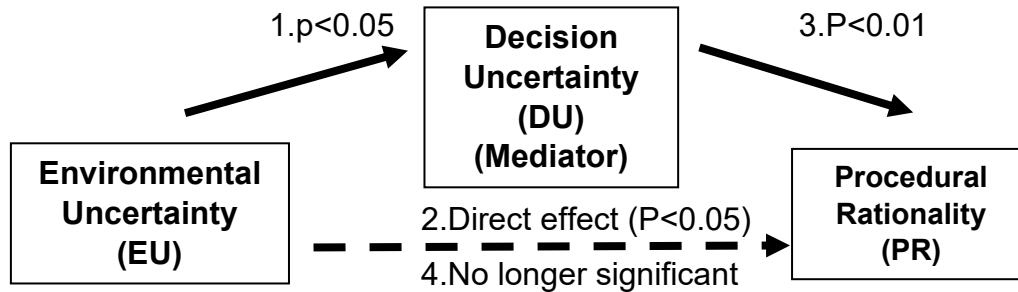 1.p<0.05
Decision
Uncertainty
(DU)
(Mediator)
3.P<0.01
Environmental
Uncertainty
(EU)
2.Direct effect (P<0.05)
4.No longer significant
Procedural
Rationality
(PR)